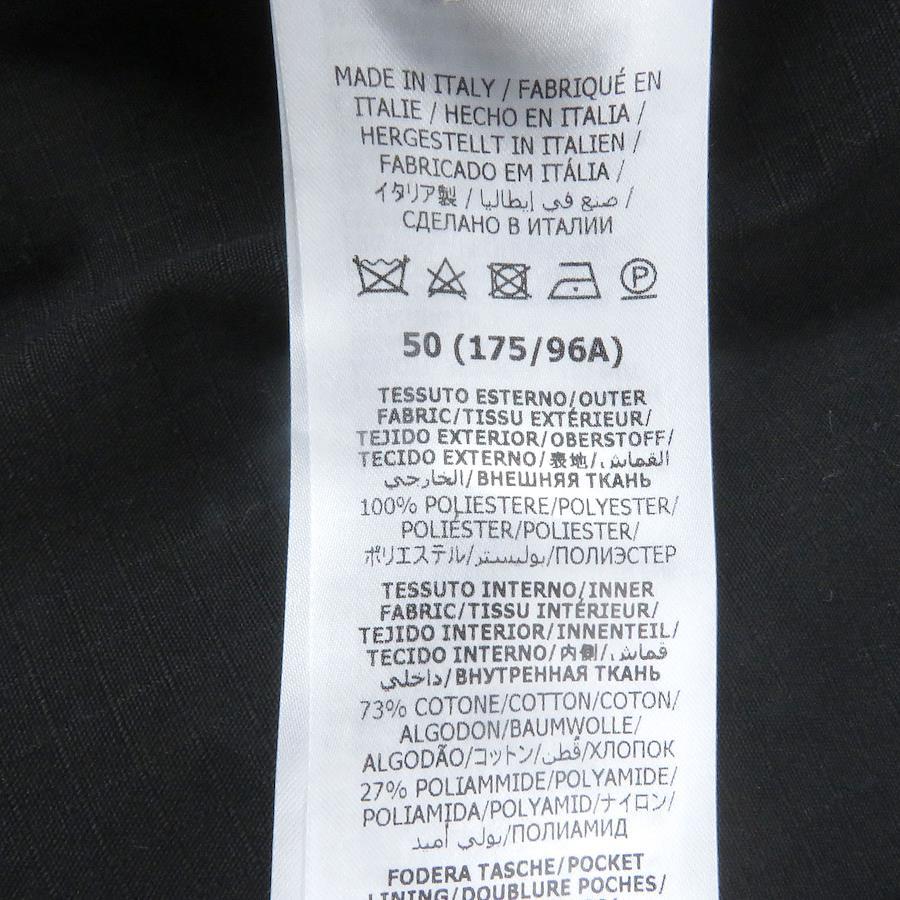 MADE IN ITALY / FABRIQUÉ EN
ITALIE / HECHO EN ITALIA /
HERGESTELLT IN ITALIEN /
FABRICADO EM ITÁLIA /
イタリア製 / صنع في إيطاليا /
СДЕЛАНО В ИТАЛИИ
P
50 (175/96A)
TESSUTO ESTERNO/OUTER
FABRIC/TISSU EXTÉRIEUR/
TEJIDO EXTERIOR/OBERSTOFF/
TECIDO EXTERNO/表地/القماش
الخارجي/ВНЕШНЯЯ ТКАНЬ
100% POLIESTERE/POLYESTER/
POLIÉSTER/POLIESTER/
ポリエステル/بوليستر/ПОЛИЭСТЕР
TESSUTO INTERNO/INNER
FABRIC/TISSU INTÉRIEUR/
TEJIDO INTERIOR/INNENTEIL/
TECIDO INTERNO/内側/قماش
داخلي/ВНУТРЕННАЯ ТКАНЬ
73% COTONE/COTTON/COTON/
ALGODON/BAUMWOLLE/
ALGODÃO/コットン/قُطن/ХЛОПОК
27% POLIAMMIDE/POLYAMIDE/
POLIAMIDA/POLYAMID/ナイロン/
بولي أميد/ПОЛИАМИД
FODERA TASCHE/POCKET
LINING/DOUBLURE POCHES/